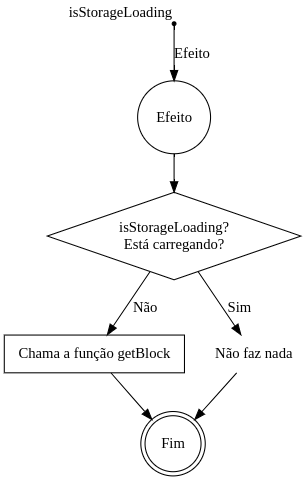 isStorageLoading
Efeito
Efeito
isStorageLoading?
Está carregando?
Não
Sim
Chama a função getBlock
Não faz nada
Fim